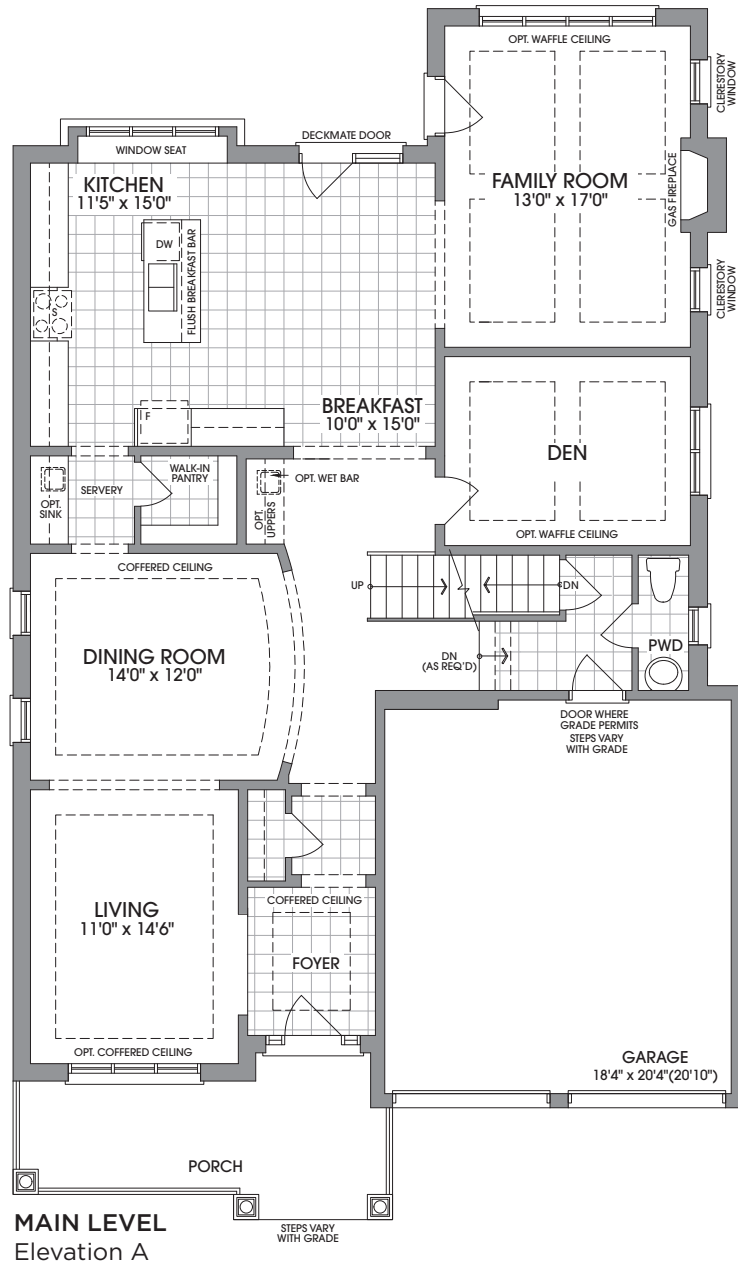 OPT. WAFFLE CEILING
CLERESTORY
WINDOW
DECKMATE DOOR
WINDOW SEAT
KITCHEN
11'5" x 15'0"
FAMILY ROOM
13'0" x 17'0"
GAS FIREPLACE
DW
FLUSH BREAKFAST BAR
CLERESTORY
WINDOW
S
F
BREAKFAST
10'0" x 15'0"
DEN
OPT. WAFFLE CEILING
WALK-IN
PANTRY
SERVERY
OPT.
SINK
OPT. WET BAR
OPT.
UPPERS
COFFERED CEILING
UP
DN
DINING ROOM
14'0" x 12'0"
DN
(AS REQ'D)
PWD
DOOR WHERE
GRADE PERMITS
STEPS VARY
WITH GRADE
LIVING
11'0" x 14'6"
COFFERED CEILING
FOYER
OPT. COFFERED CEILING
GARAGE
18'4" x 20'4"(20'10")
PORCH
STEPS VARY
WITH GRADE
MAIN LEVEL
Elevation A